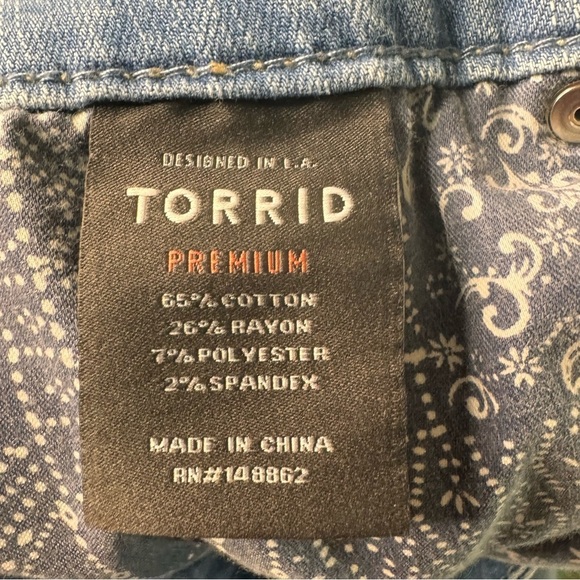 DESIGNED IN L.A.
TORRID
PREMIUM
65% COTTON
26% RAYON
7% POLYESTER
2% SPANDEX
MADE IN CHINA
RN#148862